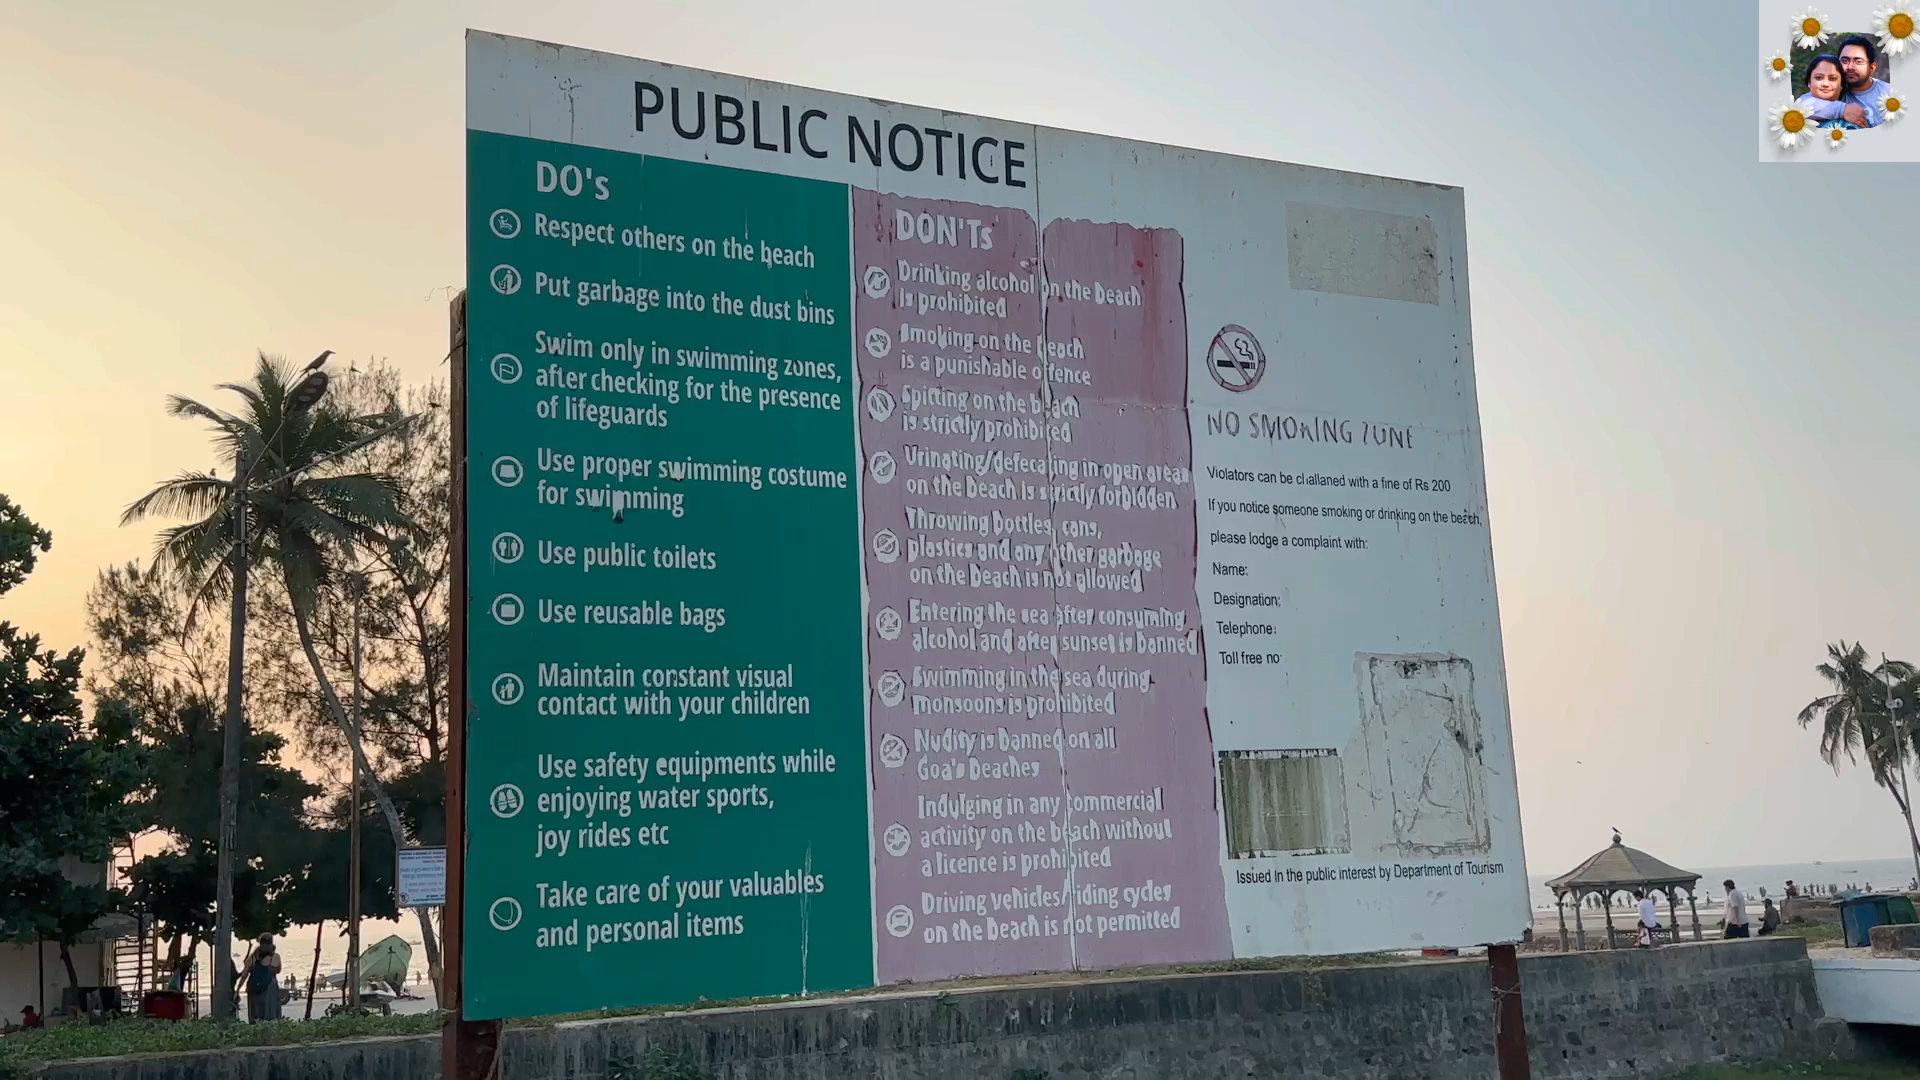 PUBLIC NOTICE
DO's
Respect others on the beach
Put garbage into the dust bins
Swim only in swimming zones,
after checking for the presence
of lifeguards
Use proper swimming costume
for swimming
Use public toilets
Use reusable bags
Maintain constant visual
contact with your children
Use safety equipments while
enjoying water sports,
joy rides etc
Take care of your valuables
and personal items
DON'Ts
Drinking alcohol on the beach
is prohibited
Smoking on the beach
is a punishable offence
Spitting on the beach
is strictly prohibited
Urinating/defecating in open areas
on the beach is strictly forbidden
Throwing bottles, cans,
plastics and any other garbage
on the beach is not allowed
Entering the sea after consuming
alcohol and after sunset is banned
Swimming in the sea during
monsoons is prohibited
Nudity is banned on all
Goa's beaches
Indulging in any commercial
activity on the beach without
a licence is prohibited
Driving vehicles/riding cycles
on the beach is not permitted
NO SMOKING ZONE
Violators can be challaned with a fine of Rs 200
If you notice someone smoking or drinking on the beach,
please lodge a complaint with:
Name:
Designation:
Telephone:
Toll free no:
Issued in the public interest by Department of Tourism